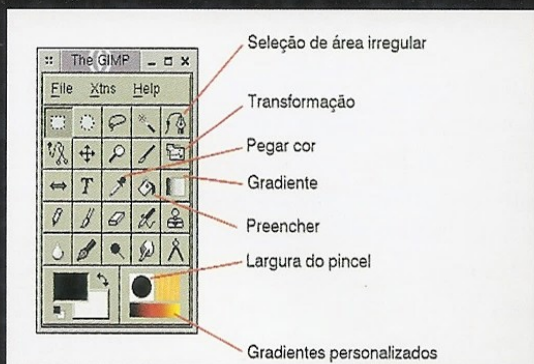 The GIMP
File Xtns Help
T
Seleção de área irregular
Transformação
Pegar cor
Gradiente
Preencher
Largura do pincel
Gradientes personalizados